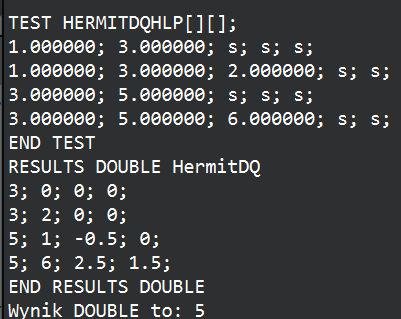 TEST HERMITDQHLP[][];
1.000000; 3.000000; s; s; s;
1.000000; 3.000000; 2.000000; s; s;
3.000000; 5.000000; s; s; s;
3.000000; 5.000000; 6.000000; s; s;
END TEST
RESULTS DOUBLE HermitDQ
3; 0; 0; 0;
3; 2; 0; 0;
5; 1; -0.5; 0;
5; 6; 2.5; 1.5;
END RESULTS DOUBLE
Wynik DOUBLE to: 5